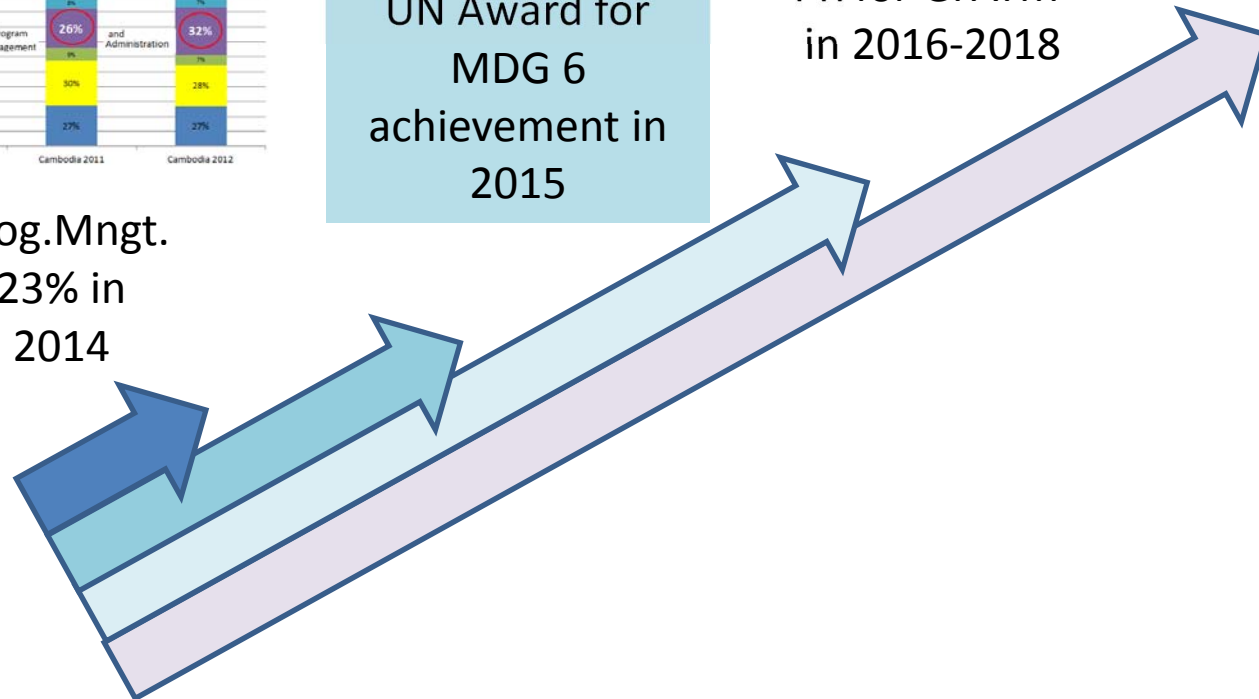 26%
32%
and
Administration
30%
28%
27%
27%
Cambodia 2011
Cambodia 2012
og.Mngt.
23% in
2014
UN Award for
MDG 6
achievement in
2015
in 2016-2018